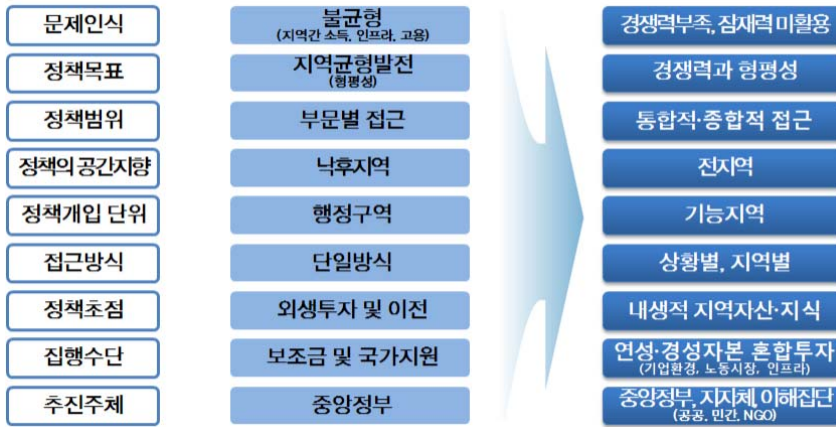 문제인식
불균형
(지역간 소득, 인프라, 고용)
경쟁력부족, 잠재력 미활용
정책목표
지역균형발전
(형평성)
경쟁력과 형평성
정책범위
부문별 접근
통합적·종합적 접근
정책의 공간지향
낙후지역
전지역
정책개입 단위
행정구역
기능지역
접근방식
단일방식
상황별, 지역별
정책초점
외생투자 및 이전
내생적 지역자산·지식
집행수단
보조금 및 국가지원
연성·경성자본 혼합투자
(기업환경, 노동시장, 인프라)
추진주체
중앙정부
중앙정부, 지자체, 이해집단
(공공, 민간, NGO)